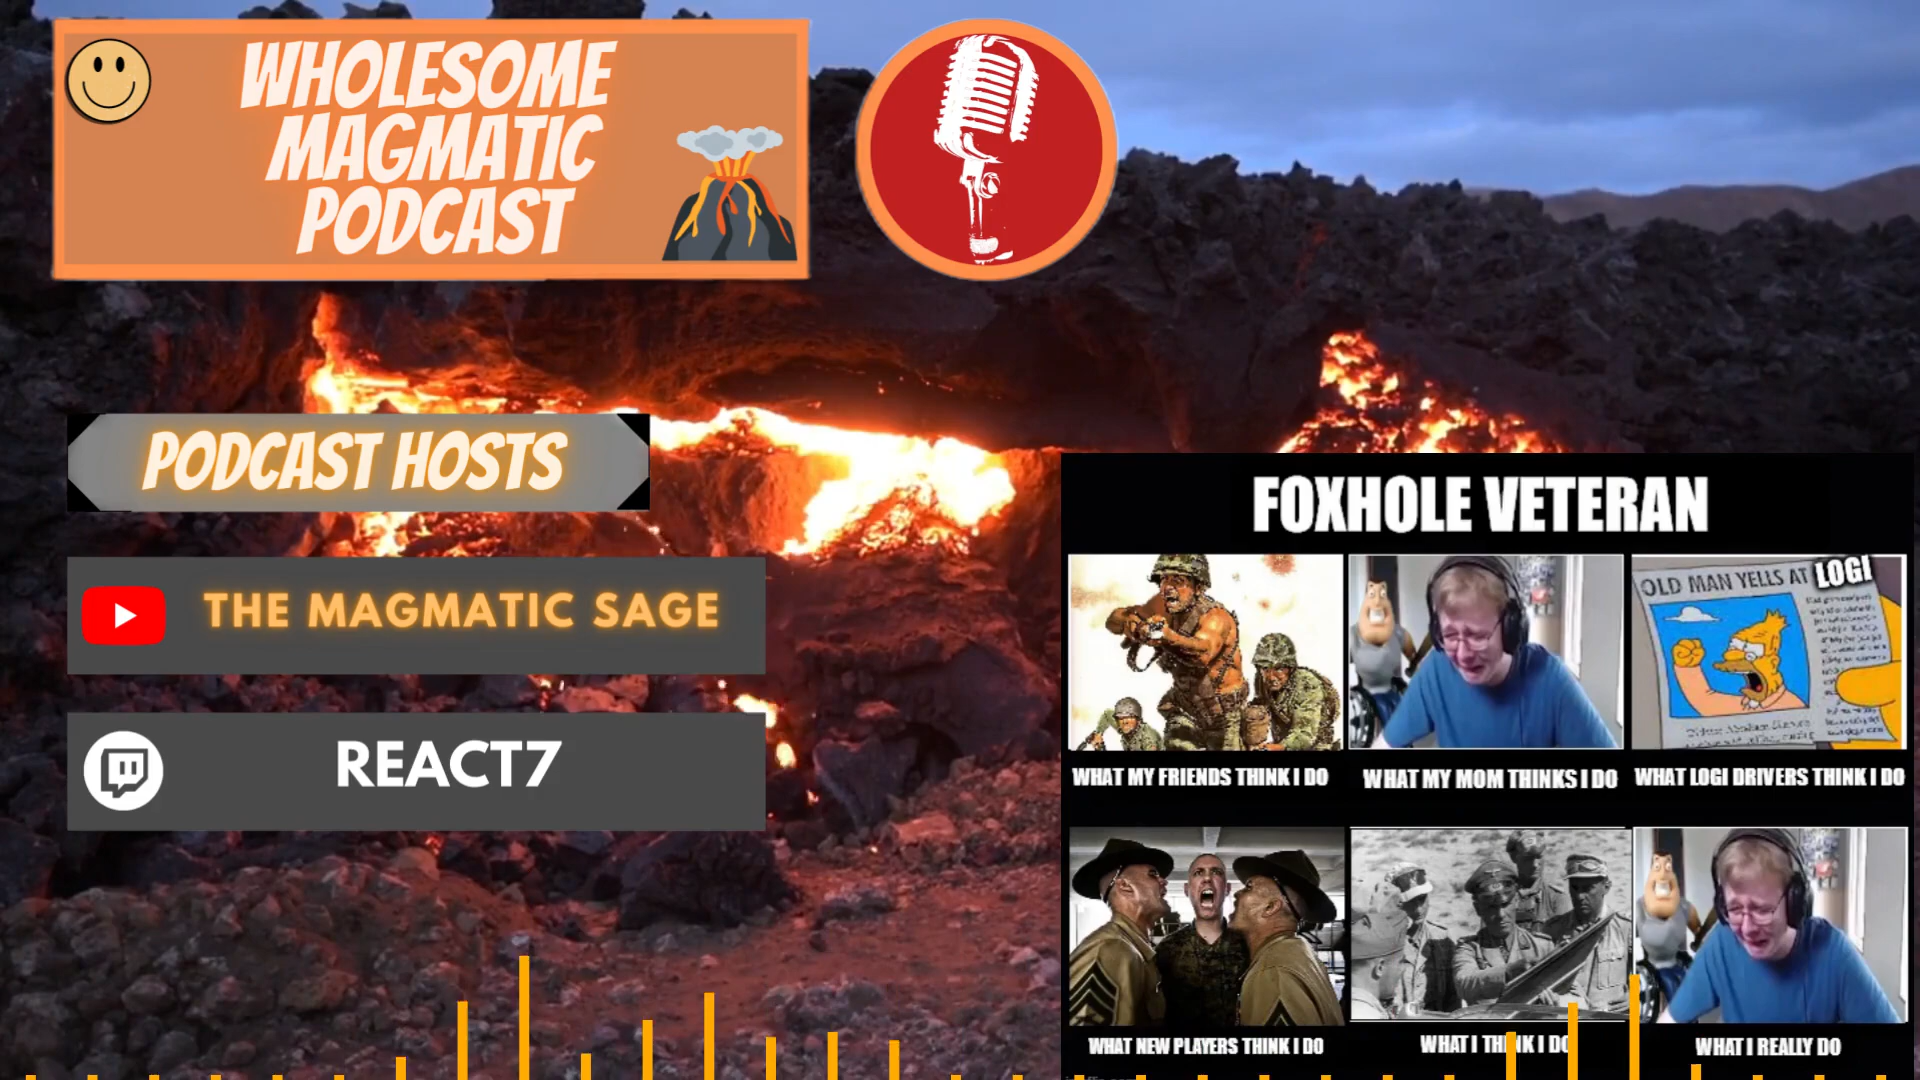 WHOLESOME
MAGMATIC
PODCAST
PODCAST HOSTS
THE MAGMATIC SAGE
REACT7
FOXHOLE VETERAN
OLD MAN YELLS AT LOGI
WHAT MY FRIENDS THINK I DO
WHAT MY MOM THINKS I DO
WHAT LOGI DRIVERS THINK I DO
WHAT NEW PLAYERS THINK I DO
WHAT I THINK I DO
WHAT I REALLY DO